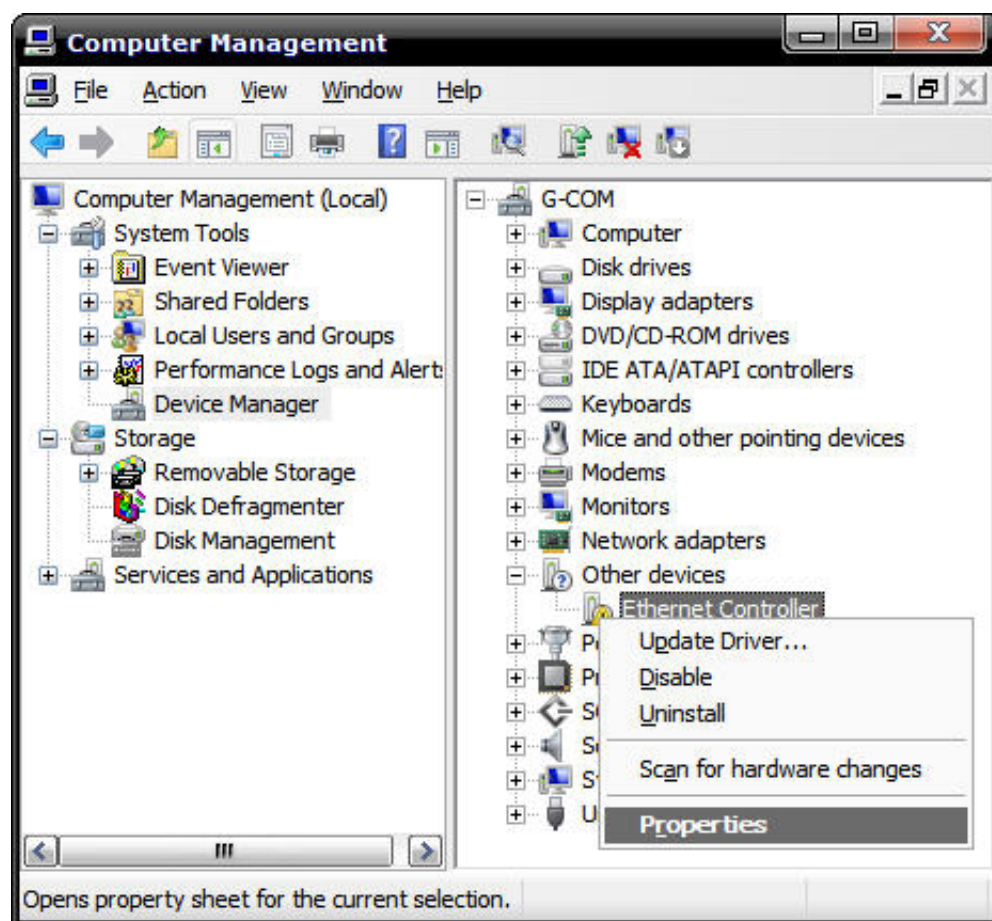 Computer Management
File Action View Window Help
Computer Management (Local)
System Tools
Event Viewer
Shared Folders
Local Users and Groups
Performance Logs and Alert
Device Manager
Storage
Removable Storage
Disk Defragmenter
Disk Management
Services and Applications
G-COM
Computer
Disk drives
Display adapters
DVD/CD-ROM drives
IDE ATA/ATAPI controllers
Keyboards
Mice and other pointing devices
Modems
Monitors
Network adapters
Other devices
Ethernet Controller
Update Driver...
Disable
Uninstall
Scan for hardware changes
Properties
Opens property sheet for the current selection.